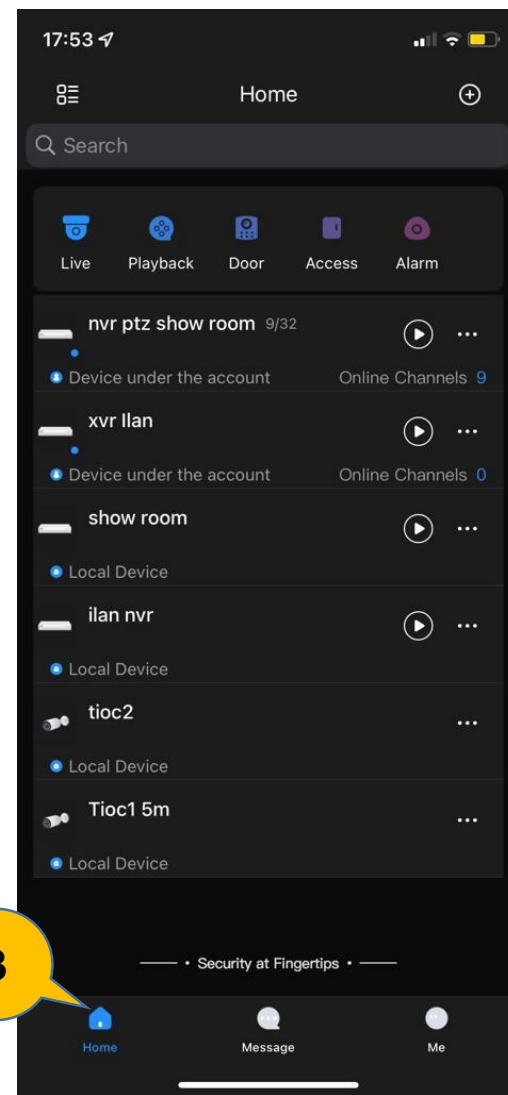 17:53
Home
Search
Live Playback Door Access Alarm
nvr ptz show room 9/32
Device under the account Online Channels 9
xvr Ilan
Device under the account Online Channels 0
show room
Local Device
ilan nvr
Local Device
tioc2
Local Device
Tioc1 5m
Local Device
• Security at Fingertips •
Home Message Me